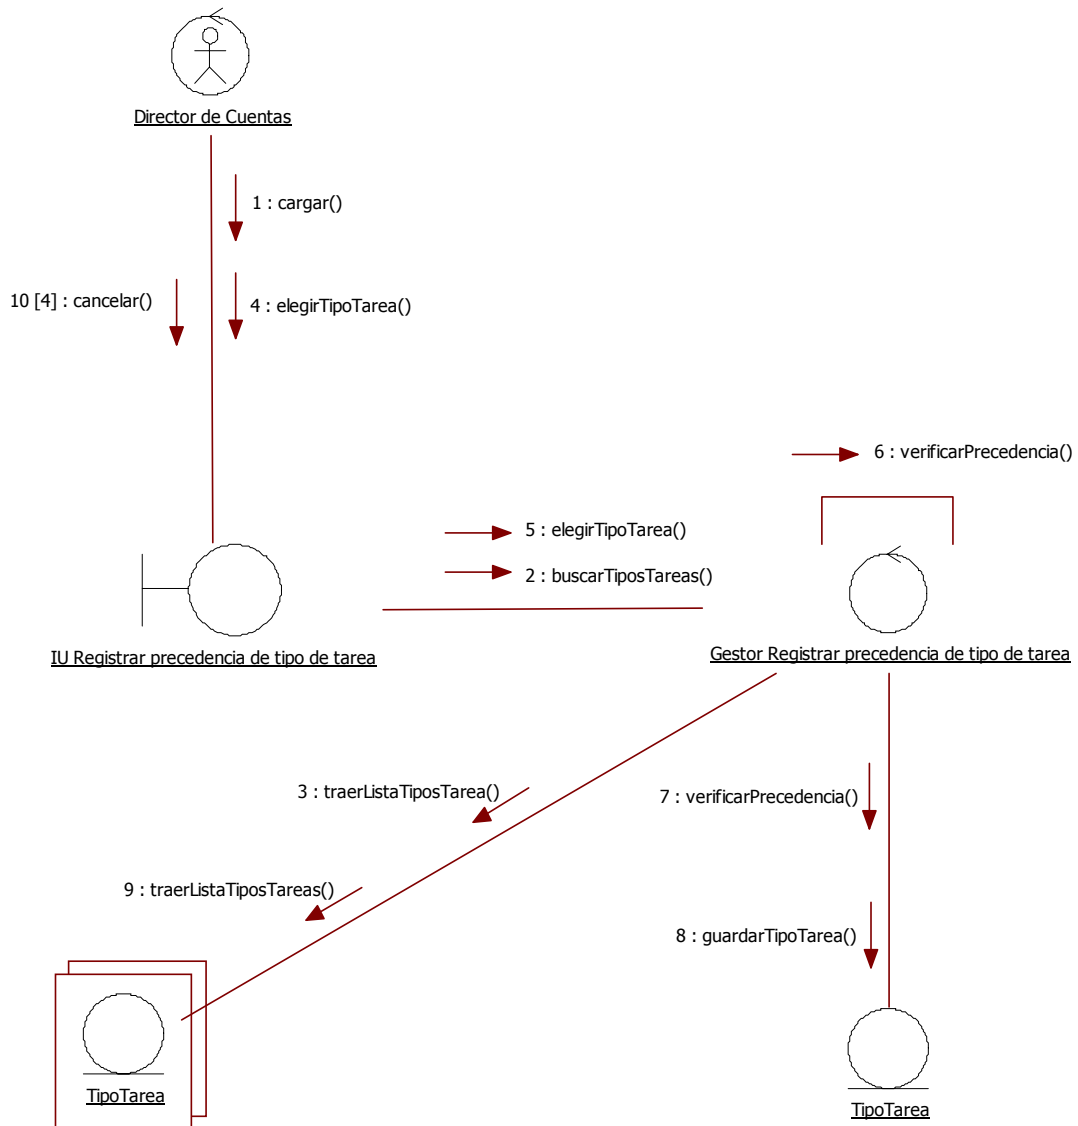 Director de Cuentas
1 : cargar()
10 [4] : cancelar()
4 : elegirTipoTarea()
6 : verificarPrecedencia()
5 : elegirTipoTarea()
2 : buscarTiposTareas()
IU Registrar precedencia de tipo de tarea
Gestor Registrar precedencia de tipo de tarea
3 : traerListaTiposTarea()
7 : verificarPrecedencia()
9 : traerListaTiposTareas()
8 : guardarTipoTarea()
TipoTarea
TipoTarea